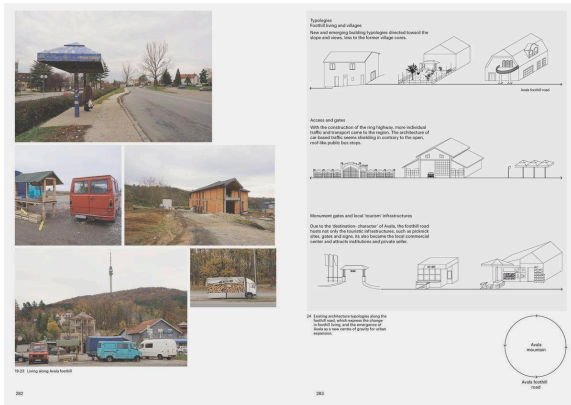 19-23 Living along Avala foothill
282
Typologies
Foothill living and villages
New and emerging building typologies directed toward the
slope and views, less to the former village cores.
Avala foothill road
Access and gates
With the construction of the ring highway, more individual
traffic and transport came to the region. The architecture of
car-based traffic seems shielding in contrary to the open,
roof-like public bus stops.
Monument gates and local 'tourism' infrastructures
Due to the 'destination- character' of Avala, the foothill road
hosts not only the touristic infrastructures, such as picknick
sites, gates and signs, its also become the local commercial
center and attracts institutions and private seller.
24 Existing architecture typologies along the
foothill road, which express the change
in foothill living, and the emergence of
Avala as a new centre of gravity for urban
expansion.
Avala
mountain
Avala foothill
road
283